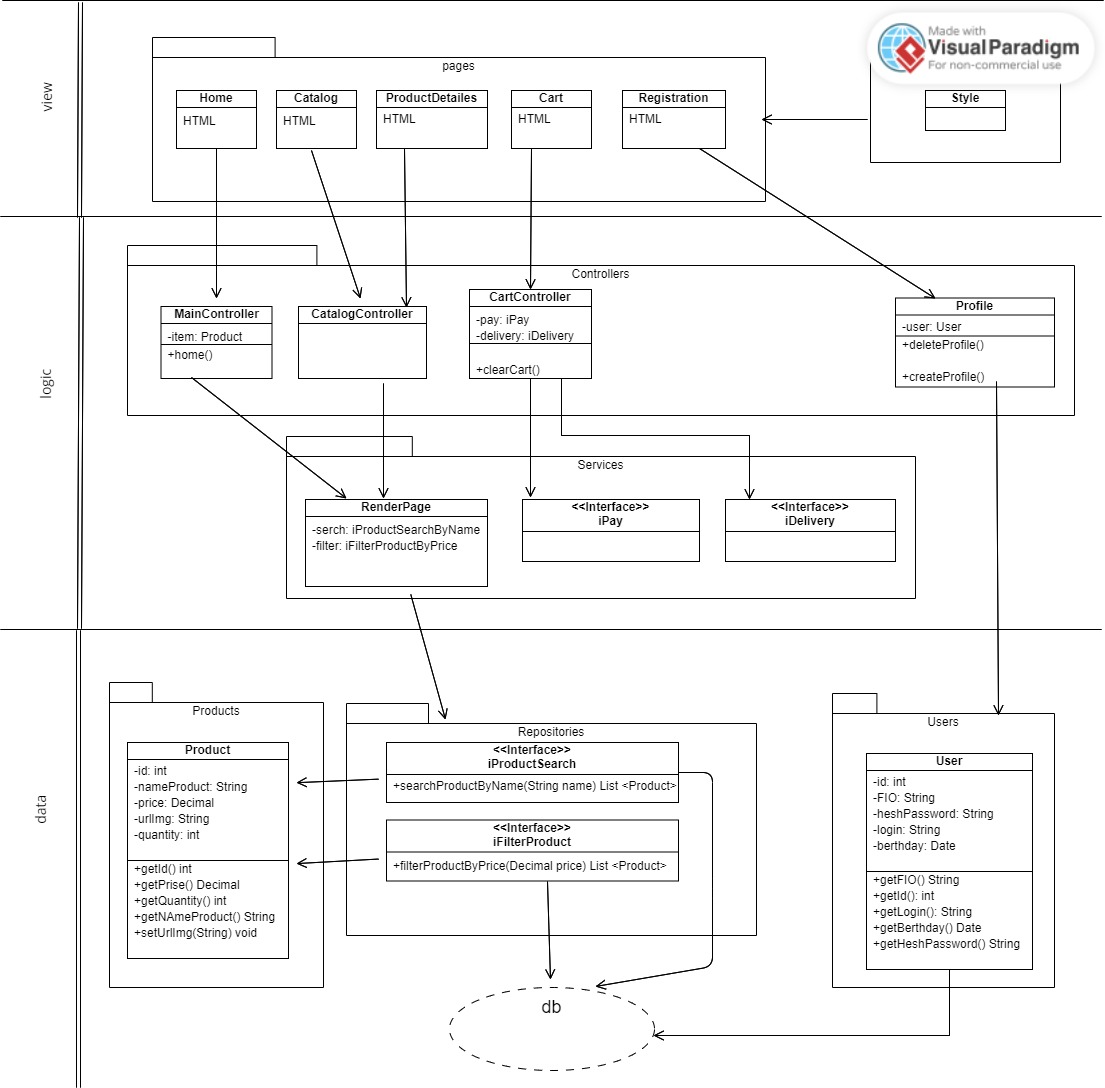 Made with
Visual Paradigm
For non-commercial use
view
pages
Home
HTML
Catalog
HTML
ProductDetailes
HTML
Cart
HTML
Registration
HTML
Style
logic
Controllers
MainController
-item: Product
+home()
CatalogController
CartController
-pay: iPay
-delivery: iDelivery
+clearCart()
Profile
-user: User
+deleteProfile()
+createProfile()
Services
RenderPage
-serch: iProductSearchByName
-filter: iFilterProductByPrice
<<Interface>>
iPay
<<Interface>>
iDelivery
data
Products
Product
-id: int
-nameProduct: String
-price: Decimal
-urlImg: String
-quantity: int
+getId() int
+getPrise() Decimal
+getQuantity() int
+getNAmeProduct() String
+setUrlImg(String) void
Repositories
<<Interface>>
iProductSearch
+searchProductByName(String name) List <Product>
<<Interface>>
iFilterProduct
+filterProductByPrice(Decimal price) List <Product>
Users
User
-id: int
-FIO: String
-heshPassword: String
-login: String
-berthday: Date
+getFIO() String
+getId(): int
+getLogin(): String
+getBerthday() Date
+getHeshPassword() String
db